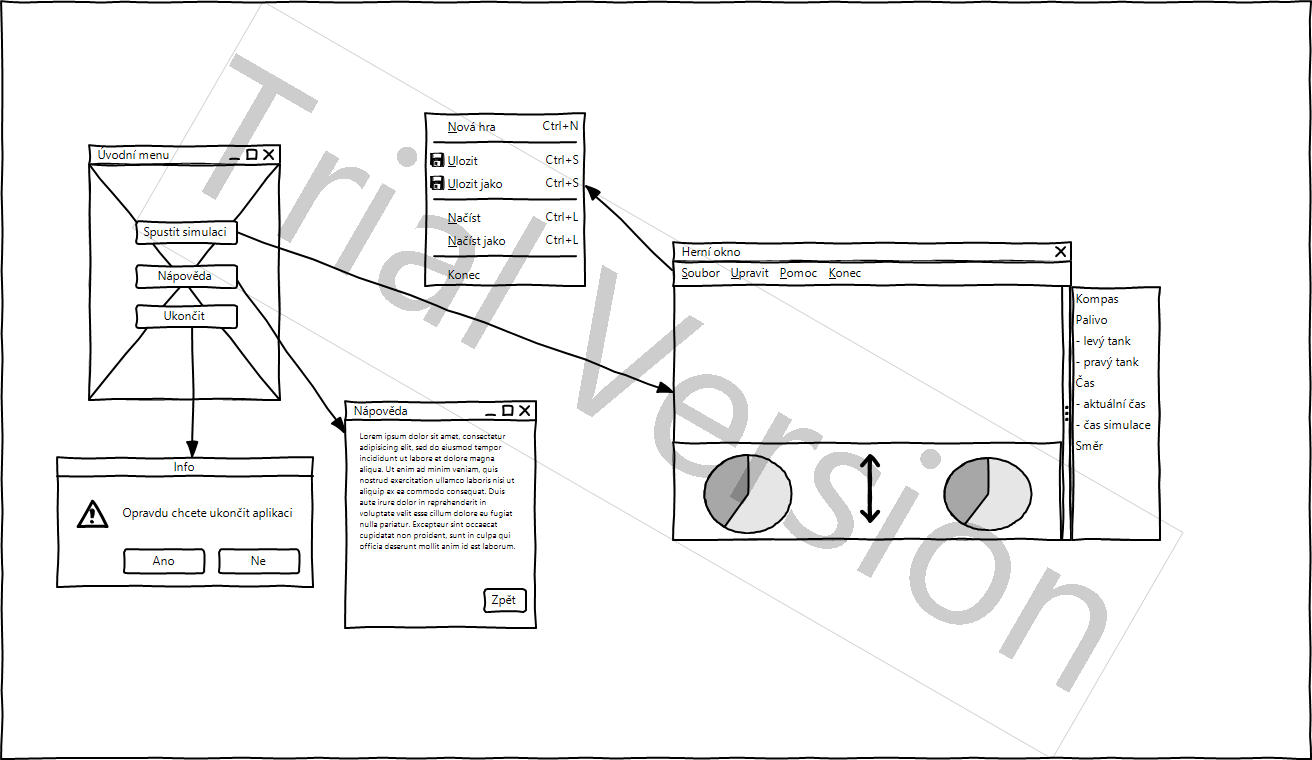 Úvodní menu
Spustit simulaci
Nápověda
Ukončit
Info
Opravdu chcete ukončit aplikaci
Ano
Ne
Nápověda
Lorem ipsum dolor sit amet, consectetur
adipisicing elit, sed do eiusmod tempor
incididunt ut labore et dolore magna
aliqua. Ut enim ad minim veniam, quis
nostrud exercitation ullamco laboris nisi ut
aliquip ex ea commodo consequat. Duis
aute irure dolor in reprehenderit in
voluptate velit esse cillum dolore eu fugiat
nulla pariatur. Excepteur sint occaecat
cupidatat non proident, sunt in culpa qui
officia deserunt mollit anim id est laborum.
Zpět
Nová hra Ctrl+N
Ulozit Ctrl+S
Ulozit jako Ctrl+S
Načíst Ctrl+L
Načíst jako Ctrl+L
Konec
Herní okno
Soubor Upravit Pomoc Konec
Kompas
Palivo
- levý tank
- pravý tank
Čas
- aktuální čas
- čas simulace
Směr
Trial Version